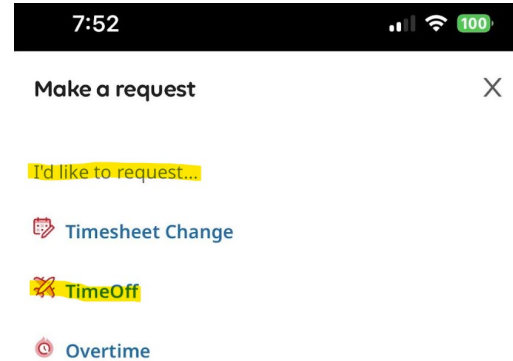 7:52
100
Make a request
X
I'd like to request...
Timesheet Change
TimeOff
Overtime